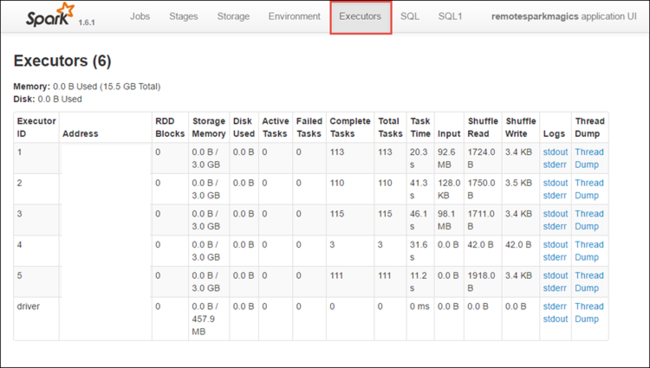 Spark 1.6.1 Jobs Stages Storage Environment Executors SQL SQL1 remotesparkmagics application UI
Executors (6)
Memory: 0.0 B Used (15.5 GB Total)
Disk: 0.0 B Used
Executor ID Address RDD Blocks Storage Memory Disk Used Active Tasks Failed Tasks Complete Tasks Total Tasks Task Time Input Shuffle Read Shuffle Write Logs Thread Dump
1 0 0.0 B / 3.0 GB 0.0 B 0 0 113 113 20.3 s 92.6 MB 1724.0 B 3.4 KB stdout stderr Thread Dump
2 0 0.0 B / 3.0 GB 0.0 B 0 0 110 110 41.3 s 128.0 KB 1750.0 B 3.5 KB stdout stderr Thread Dump
3 0 0.0 B / 3.0 GB 0.0 B 0 0 115 115 46.1 s 98.1 MB 1711.0 B 3.4 KB stdout stderr Thread Dump
4 0 0.0 B / 3.0 GB 0.0 B 0 0 3 3 31.6 s 0.0 B 42.0 B 42.0 B stdout stderr Thread Dump
5 0 0.0 B / 3.0 GB 0.0 B 0 0 111 111 11.2 s 0.0 B 1918.0 B 3.4 KB stdout stderr Thread Dump
driver 0 0.0 B / 457.9 MB 0.0 B 0 0 0 0 0 ms 0.0 B 0.0 B 0.0 B stderr stdout Thread Dump